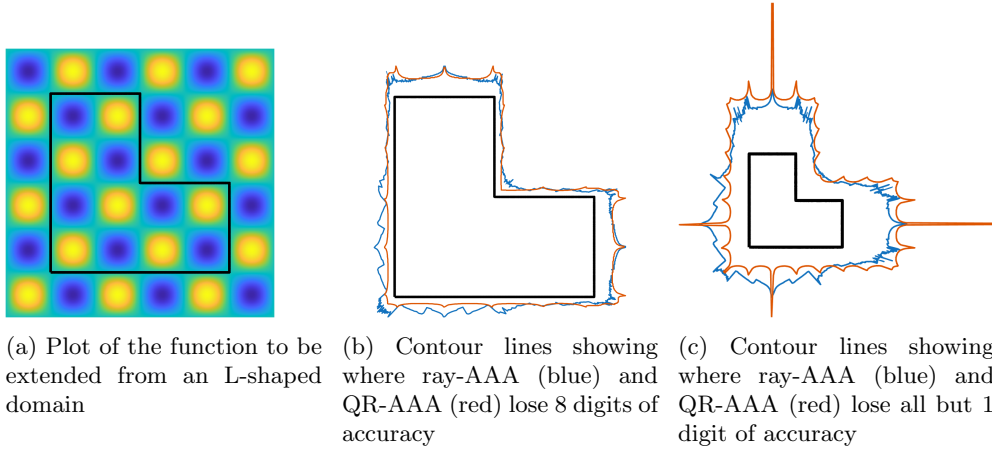 (a) Plot of the function to be
extended from an L-shaped
domain
(b) Contour lines showing
where ray-AAA (blue) and
QR-AAA (red) lose 8 digits of
accuracy
(c) Contour lines showing
where ray-AAA (blue) and
QR-AAA (red) lose all but 1
digit of accuracy